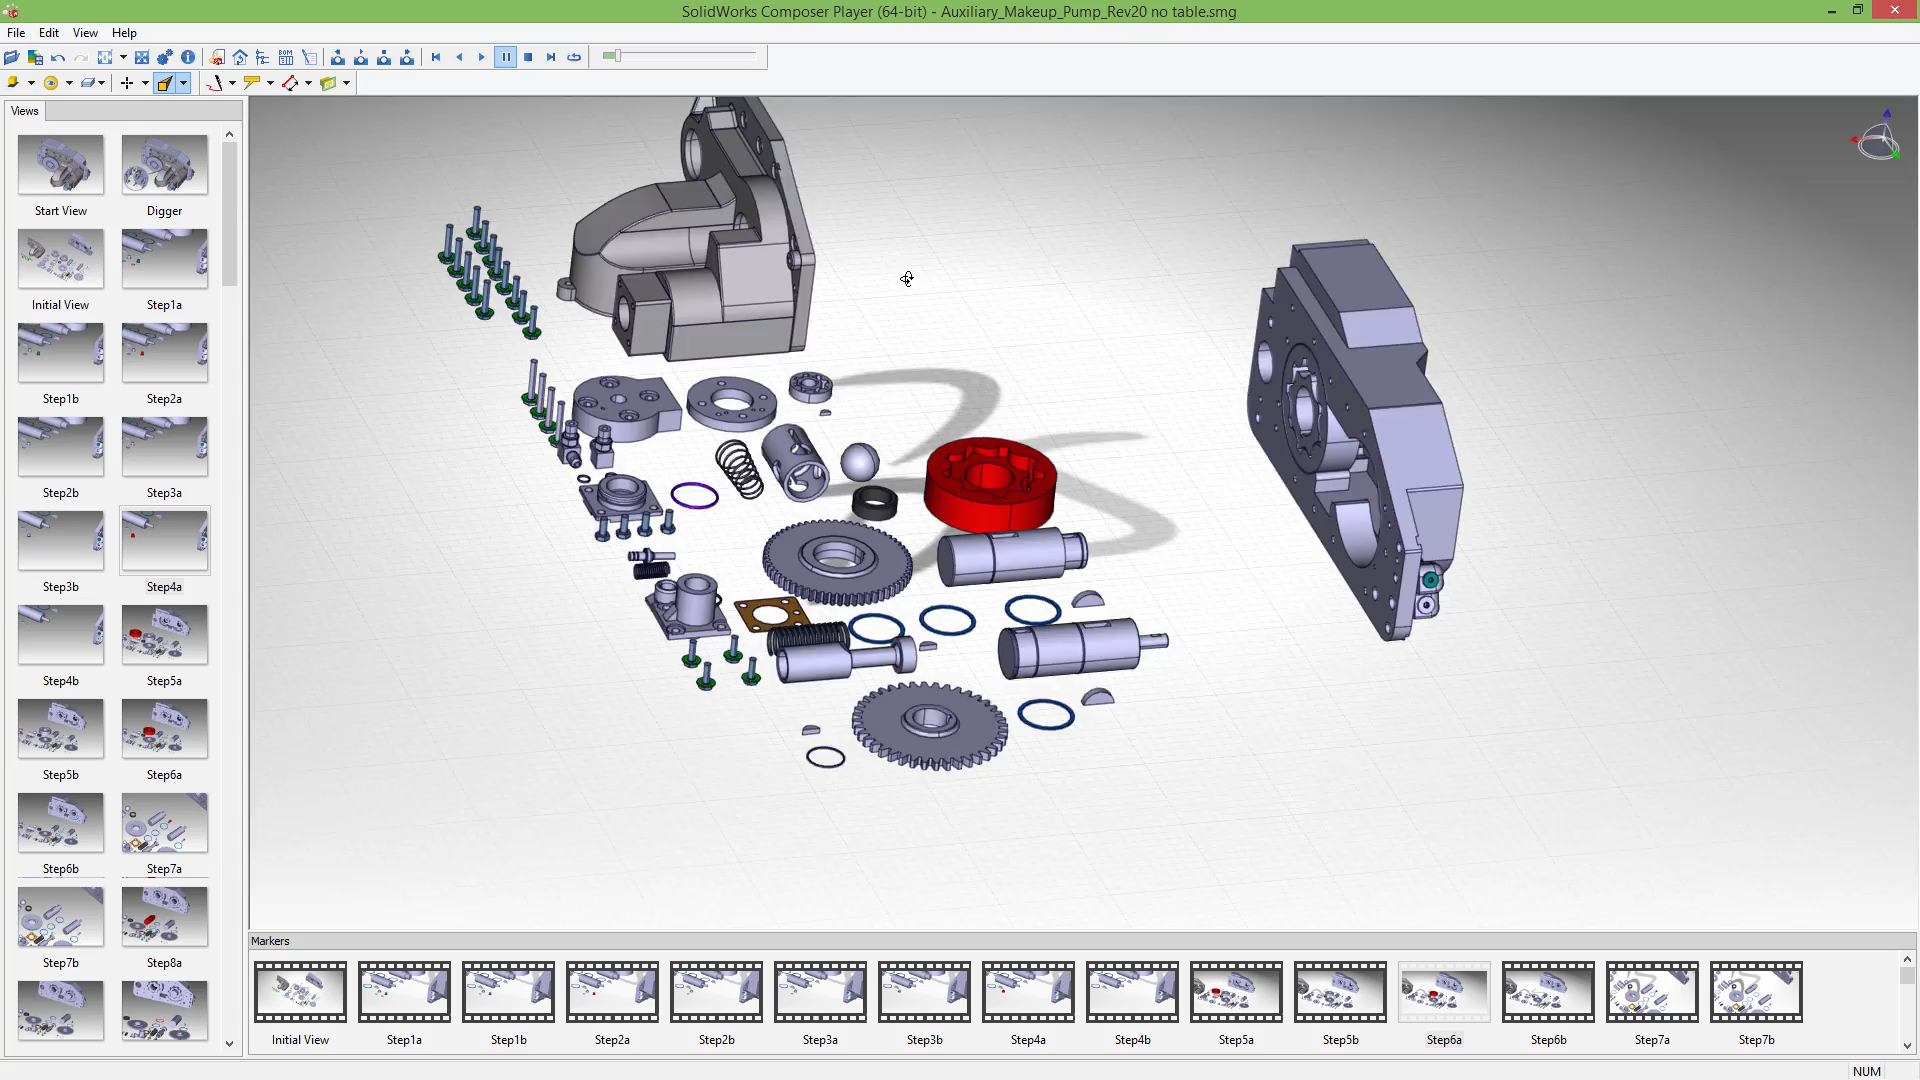 SolidWorks Composer Player (64-bit) - Auxiliary_Makeup_Pump_Rev20 no table.smg
File Edit View Help
BOM
Views
Start View Digger
Initial View Step1a
Step1b Step2a
Step2b Step3a
Step3b Step4a
Step4b Step5a
Step5b Step6a
Step6b Step7a
Step7b Step8a
Markers
Initial View Step1a Step1b Step2a Step2b Step3a Step3b Step4a Step4b Step5a Step5b Step6a Step6b Step7a Step7b
NUM